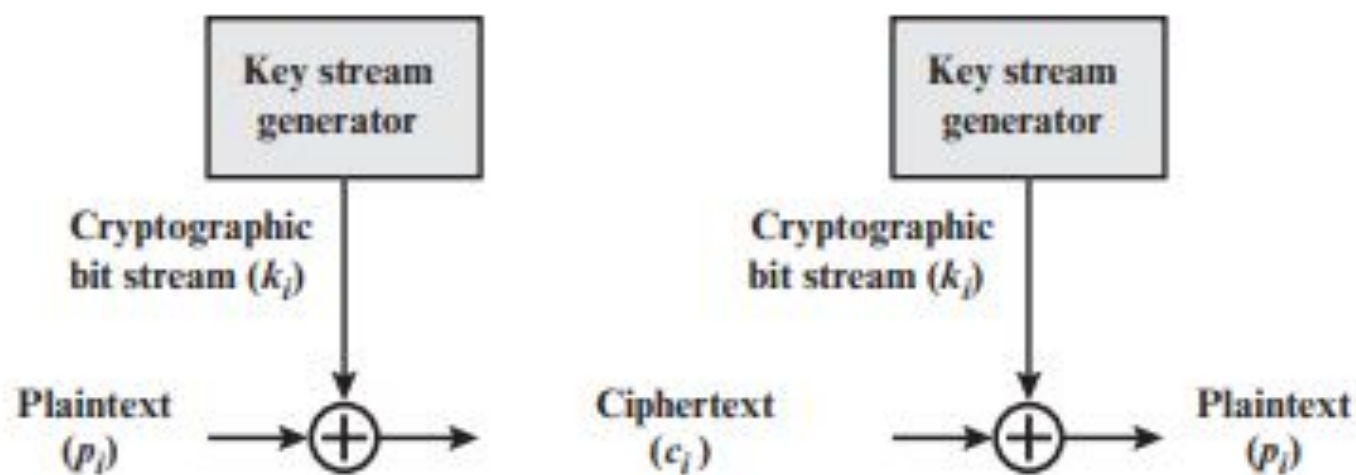 Key stream
generator
Key stream
generator
Cryptographic
bit stream (kᵢ)
Cryptographic
bit stream (kᵢ)
Plaintext
(pᵢ)
Ciphertext
(cᵢ)
Plaintext
(pᵢ)